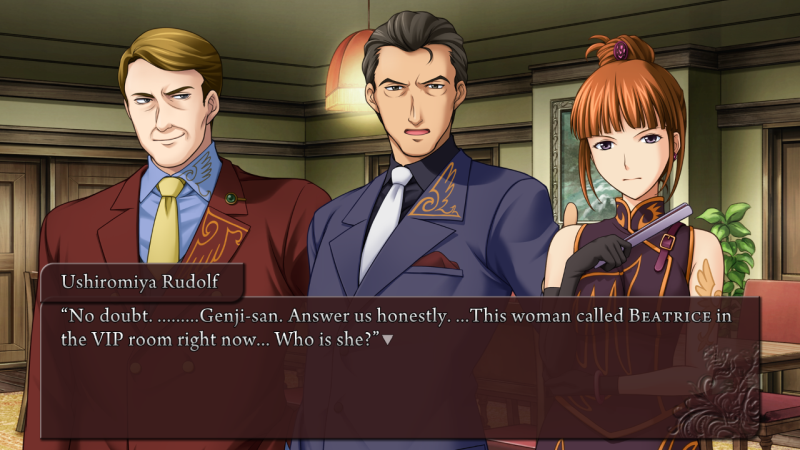 Ushiromiya Rudolf
“No doubt. .........Genji-san. Answer us honestly. ...This woman called BEATRICE in
the VIP room right now... Who is she?”▼